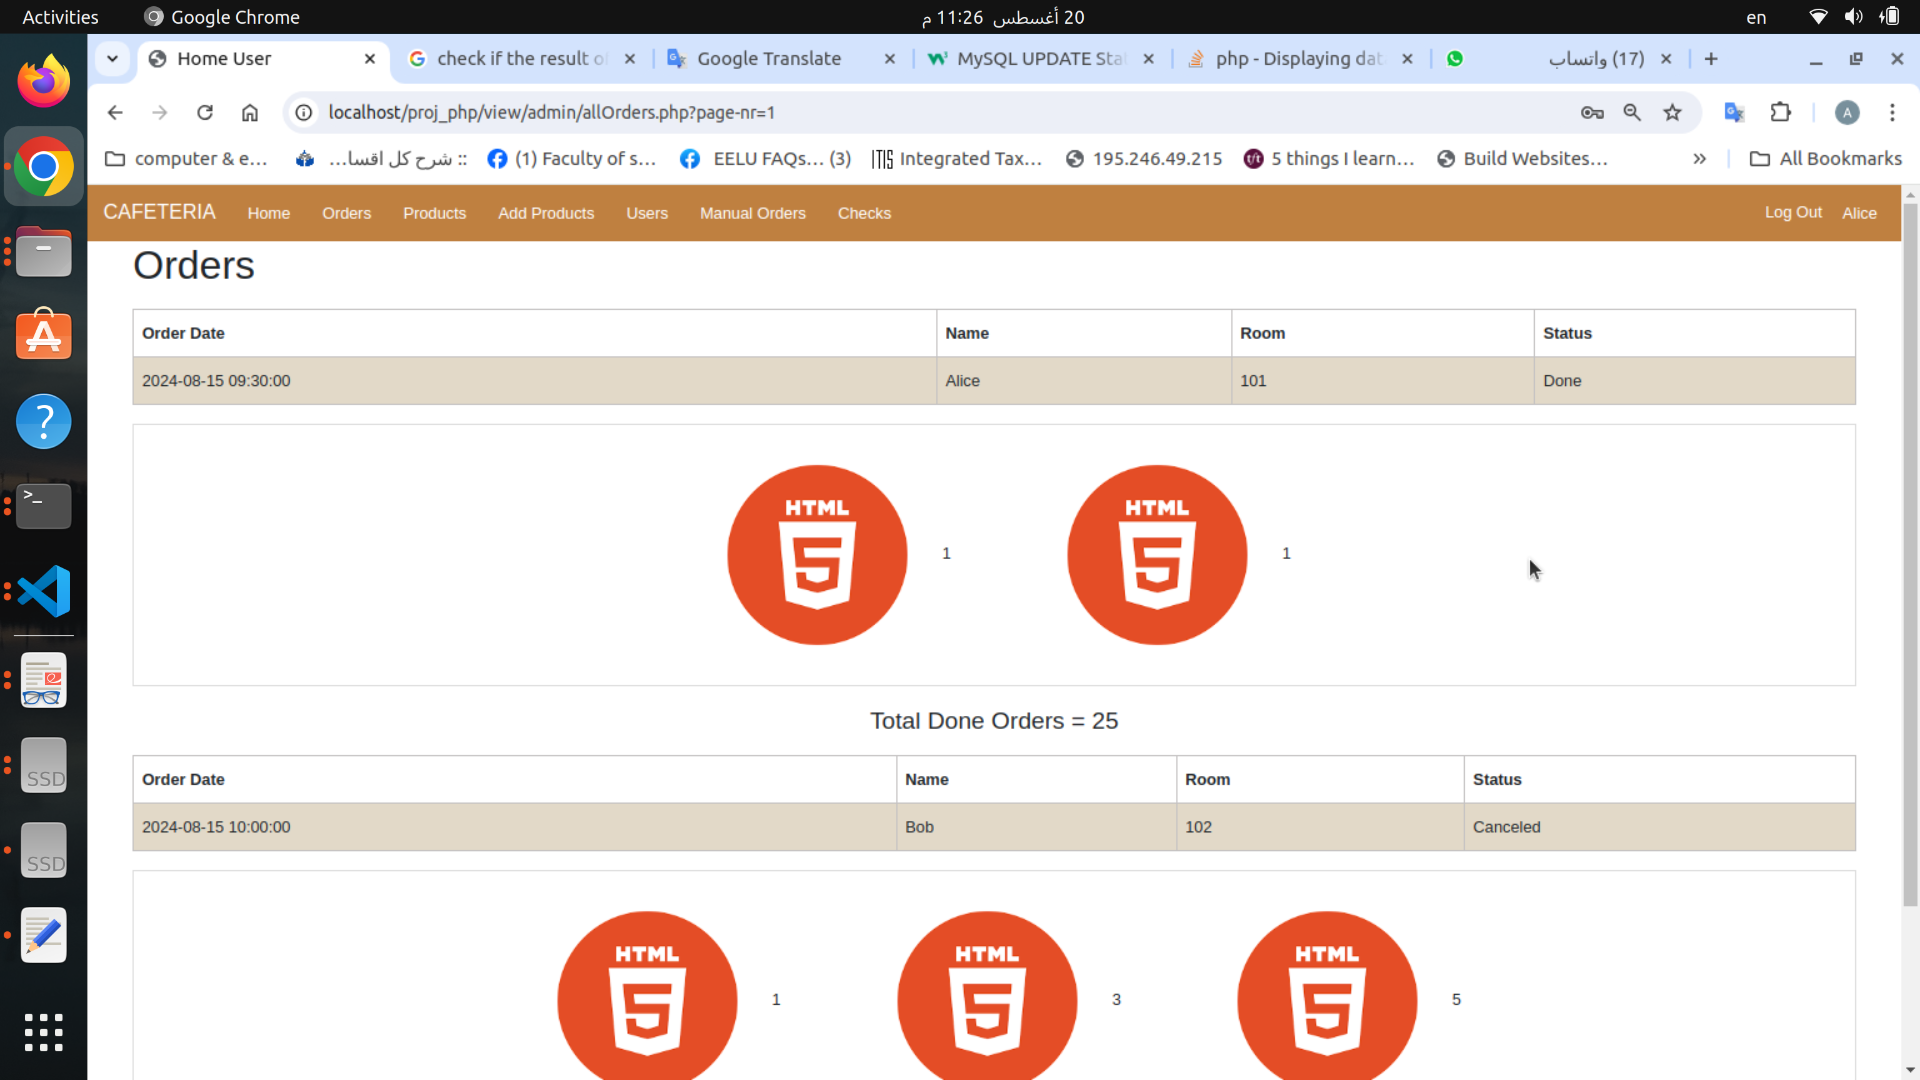 Activities Google Chrome 20 أغسطس 11:26 م en
Home User check if the result o Google Translate MySQL UPDATE Sta php - Displaying dat (17) واتساب
localhost/proj_php/view/admin/allOrders.php?page-nr=1 A
computer & e... :: شرح كل اقسا... (1) Faculty of s... EELU FAQs... (3) ITIS Integrated Tax... 195.246.49.215 t/t 5 things I learn... Build Websites... » All Bookmarks
CAFETERIA Home Orders Products Add Products Users Manual Orders Checks Log Out Alice
Orders
Order Date Name Room Status
2024-08-15 09:30:00 Alice 101 Done
HTML 5 1 HTML 5 1
Total Done Orders = 25
Order Date Name Room Status
2024-08-15 10:00:00 Bob 102 Canceled
HTML 5 1 HTML 5 3 HTML 5 5
SSD
SSD